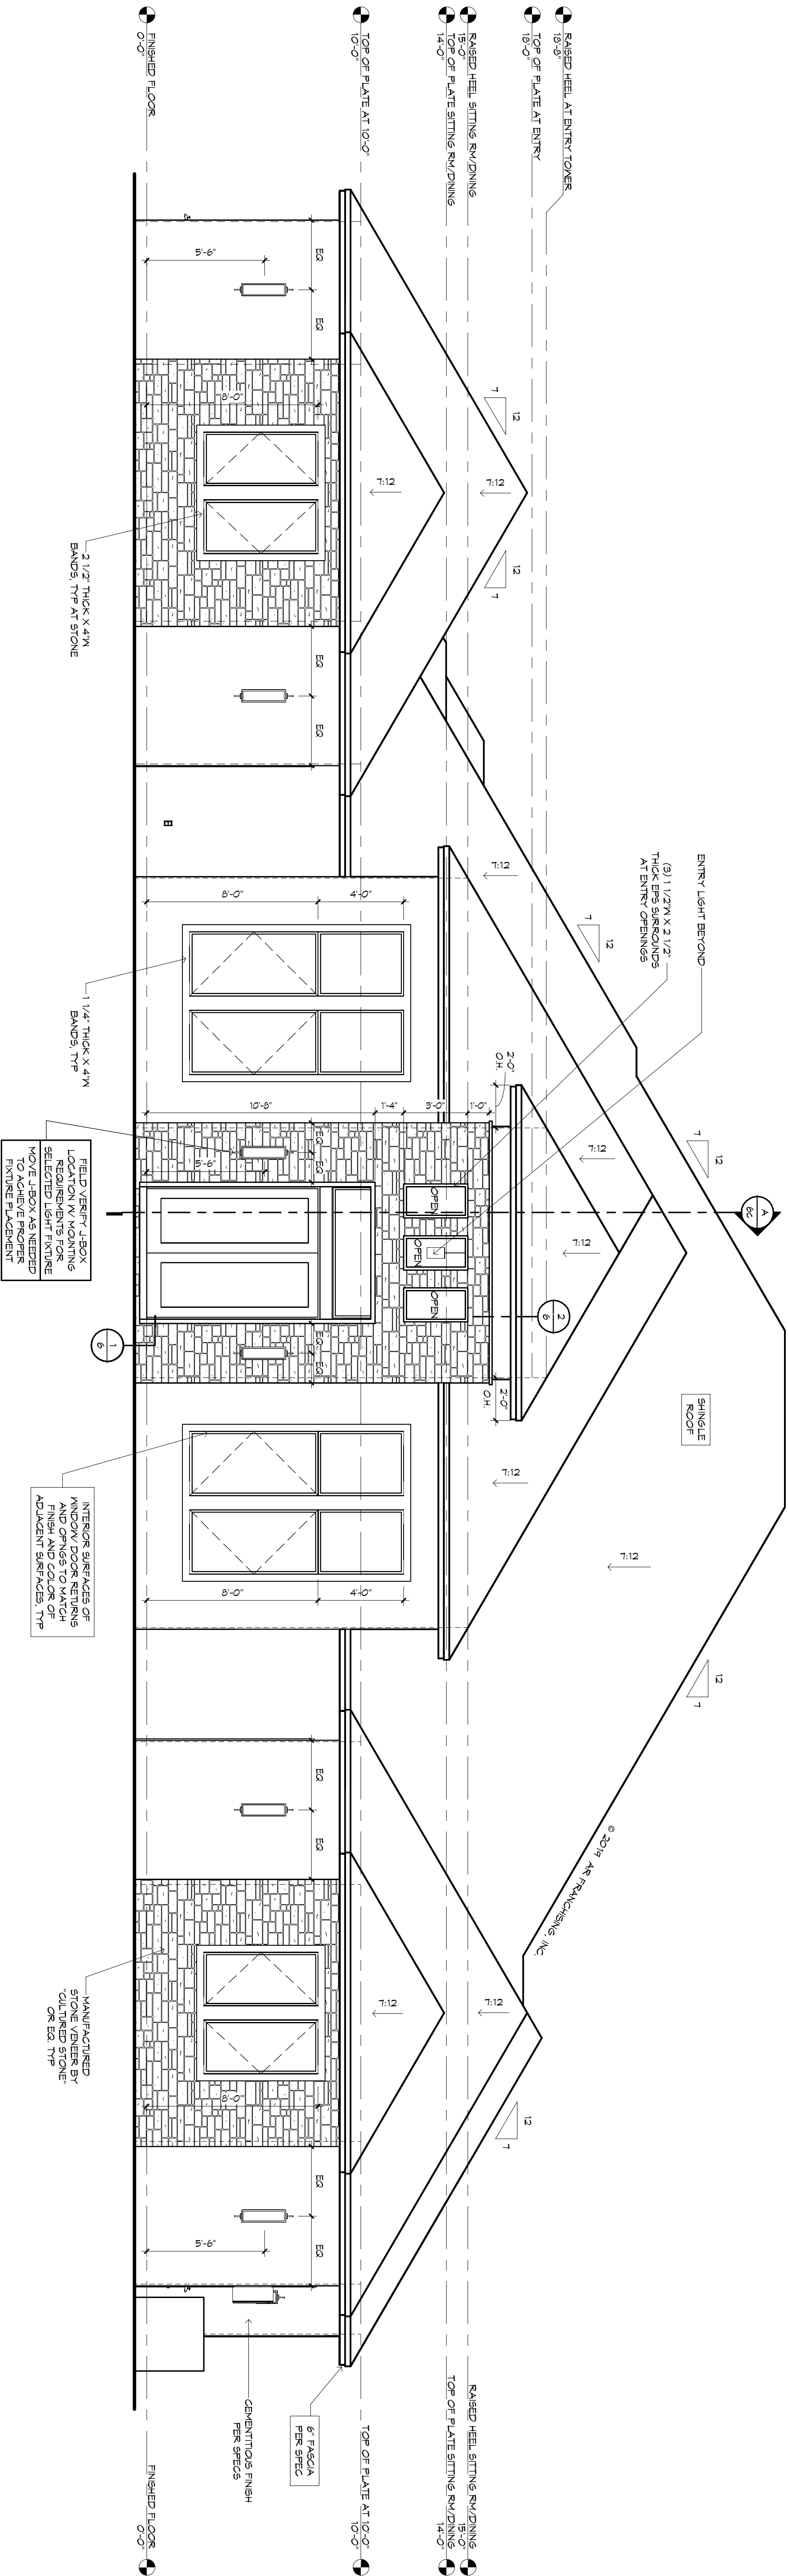 RAISED HEEL AT ENTRY TOWER
18'-8"
TOP OF PLATE AT ENTRY
18'-0"
RAISED HEEL SITTING RM/DINING
15'-0"
TOP OF PLATE SITTING RM/DINING
14'-0"
TOP OF PLATE AT 10'-0"
10'-0"
FINISHED FLOOR
0'-0"
12
7
7:12
7:12
12
7
EQ
EQ
5'-6"
8'-0"
EQ
EQ
2 1/2" THICK X 4"W
BANDS, TYP AT STONE
ENTRY LIGHT BEYOND
(3) 1 1/2"W X 2 1/2"
THICK EPS SURROUNDS
AT ENTRY OPENINGS
12
7
7:12
8'-0"
4'-0"
1 1/4" THICK X 4"W
BANDS, TYP
A
6C
12
7
2'-0"
O.H.
7:12
7:12
10'-8"
1'-4"
3'-0"
1'-0"
OPEN
OPEN
OPEN
EQ
EQ
5'-6"
EQ
EQ
2
6
1
6
2'-0"
O.H.
FIELD VERIFY J-BOX
LOCATION W/ MOUNTING
REQUIREMENTS FOR
SELECTED LIGHT FIXTURE
MOVE J-BOX AS NEEDED
TO ACHIEVE PROPER
FIXTURE PLACEMENT
SHINGLE
ROOF
7:12
7:12
8'-0"
4'-0"
INTERIOR SURFACES OF
WINDOW/ DOOR RETURNS
AND OP'NGS TO MATCH
FINISH AND COLOR OF
ADJACENT SURFACES, TYP
12
7
© 2019 AR FRANCHISING, INC.
EQ
EQ
7:12
7:12
8'-0"
MANUFACTURED
STONE VENEER BY
"CULTURED STONE"
OR EQ. TYP
12
7
EQ
EQ
5'-6"
6" FASCIA
PER SPEC
CEMENTITIOUS FINISH
PER SPECS
RAISED HEEL SITTING RM/DINING
15'-0"
TOP OF PLATE SITTING RM/DINING
14'-0"
TOP OF PLATE AT 10'-0"
10'-0"
FINISHED FLOOR
0'-0"